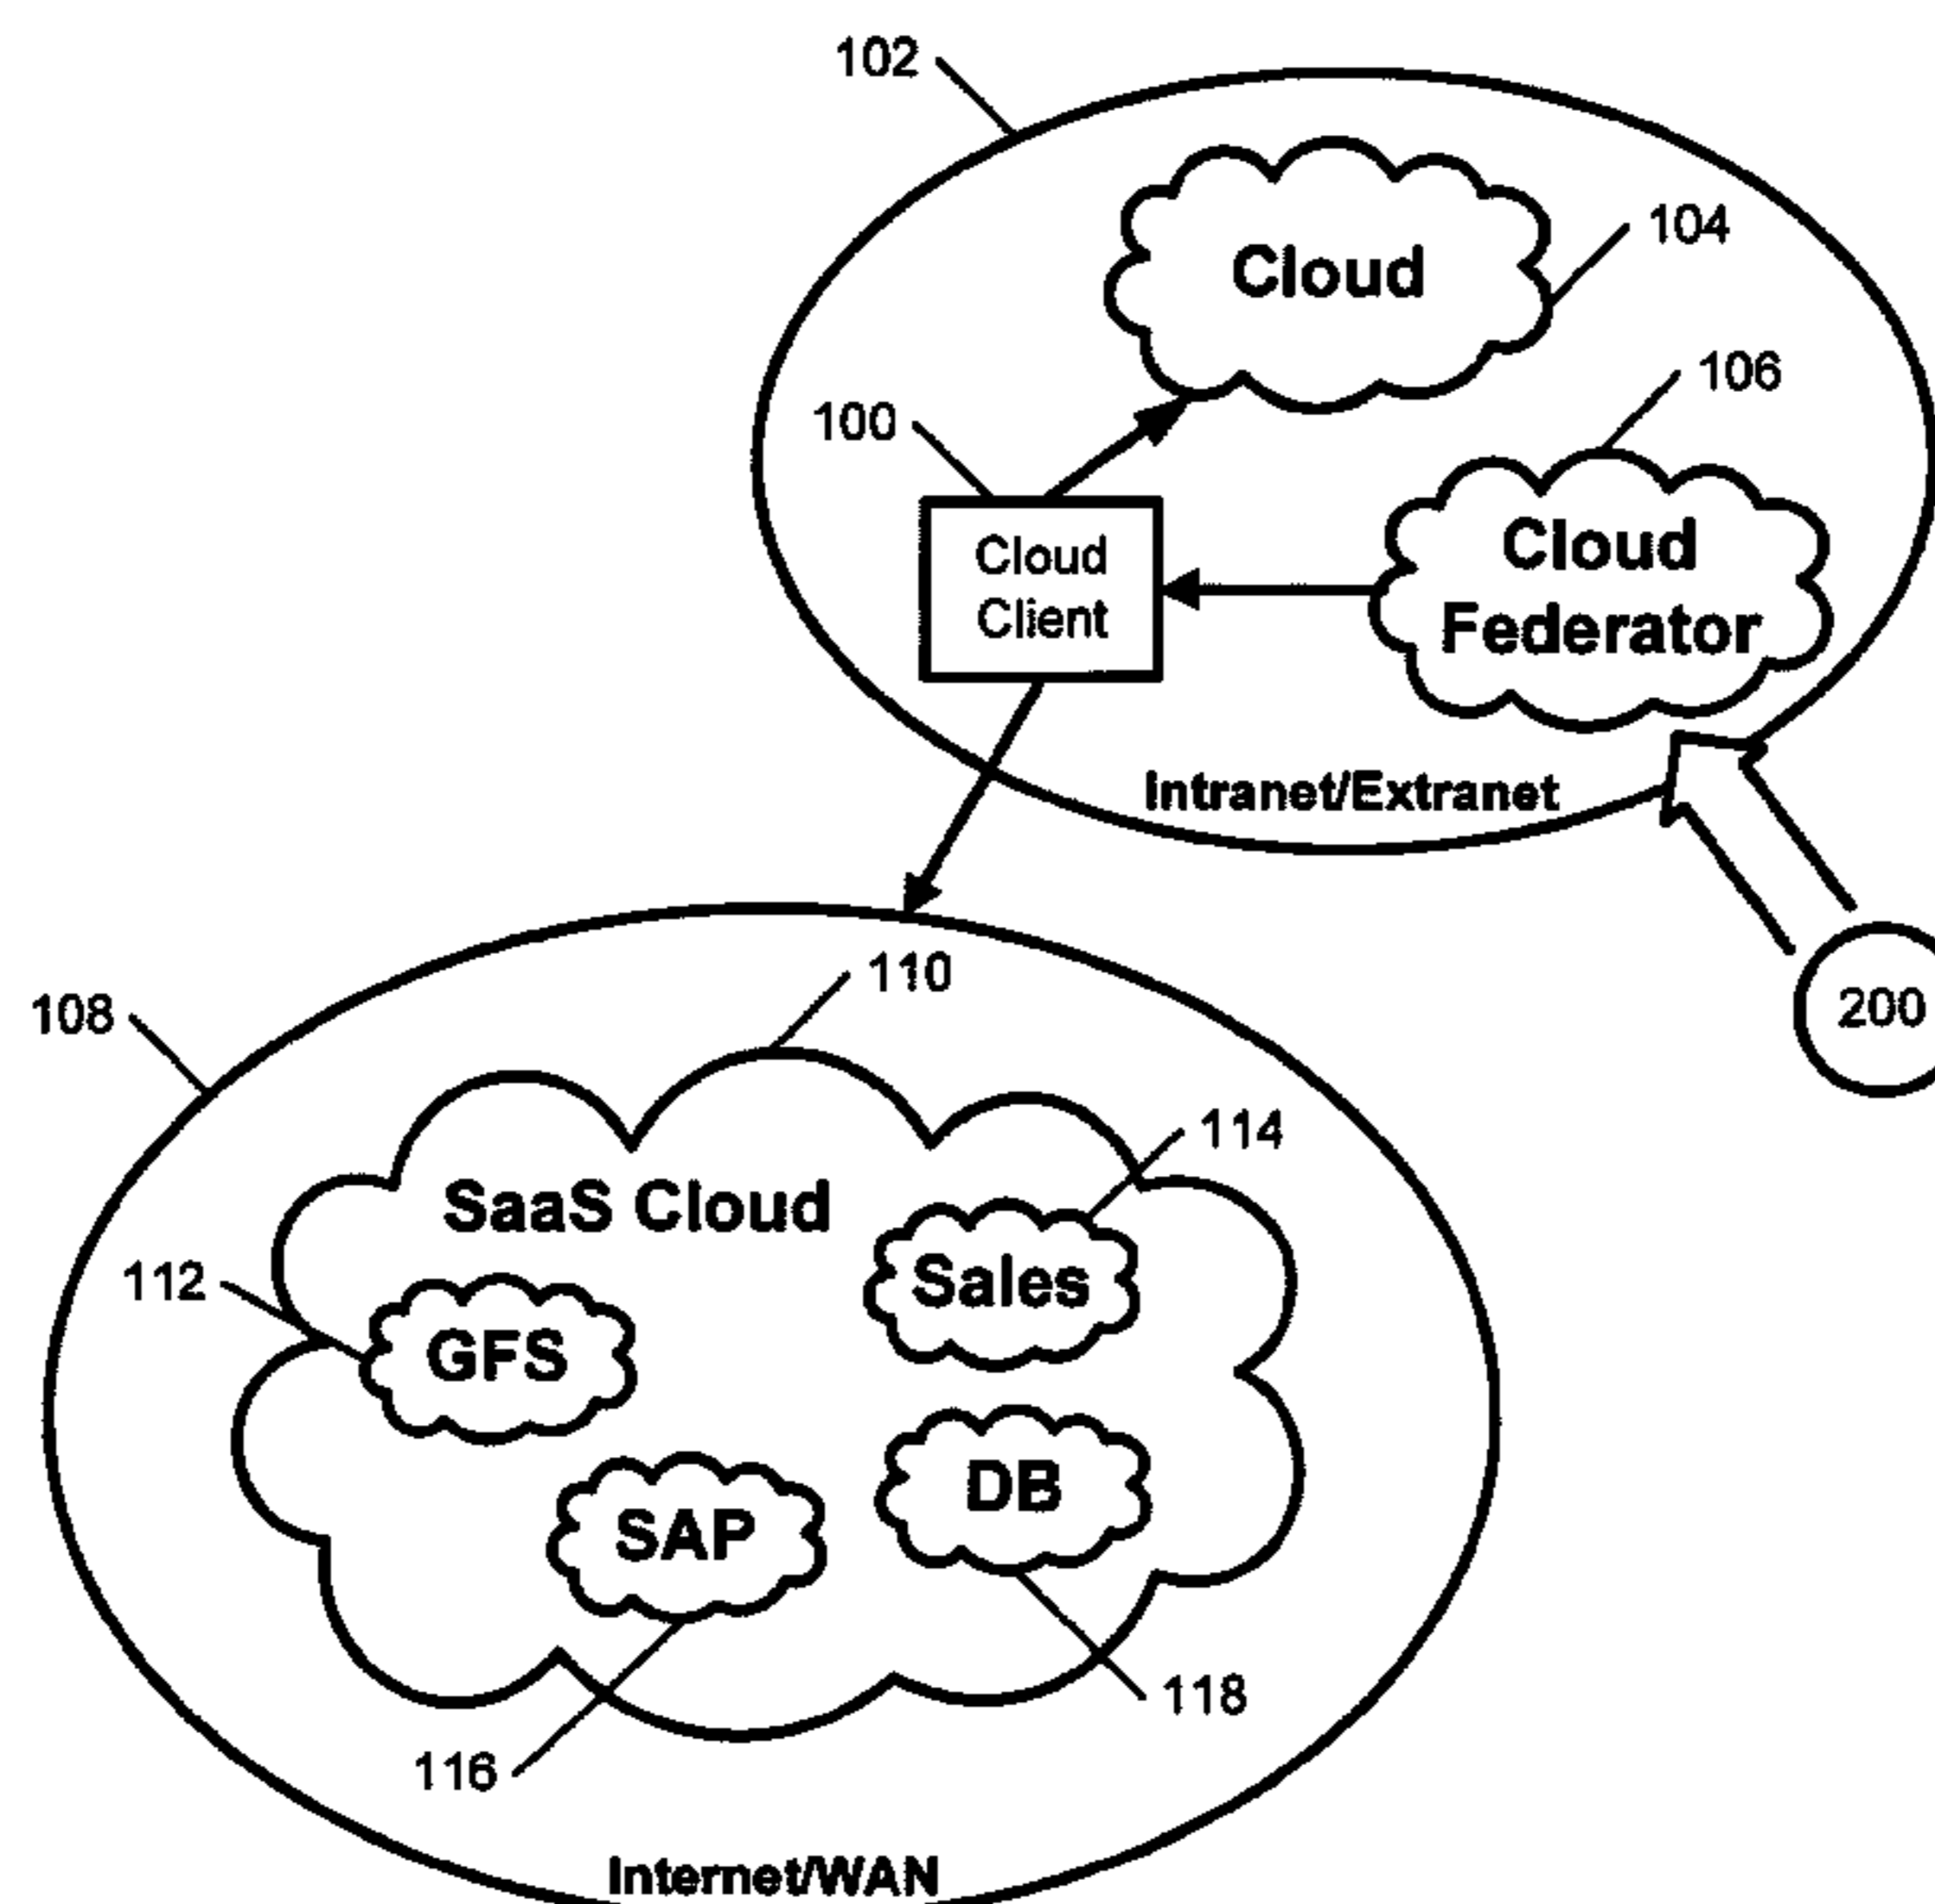 102
Cloud
104
106
100
Cloud
Client
Cloud
Federator
Intranet/Extranet
200
108
110
114
SaaS Cloud
Sales
112
GFS
DB
SAP
118
116
Internet/WAN